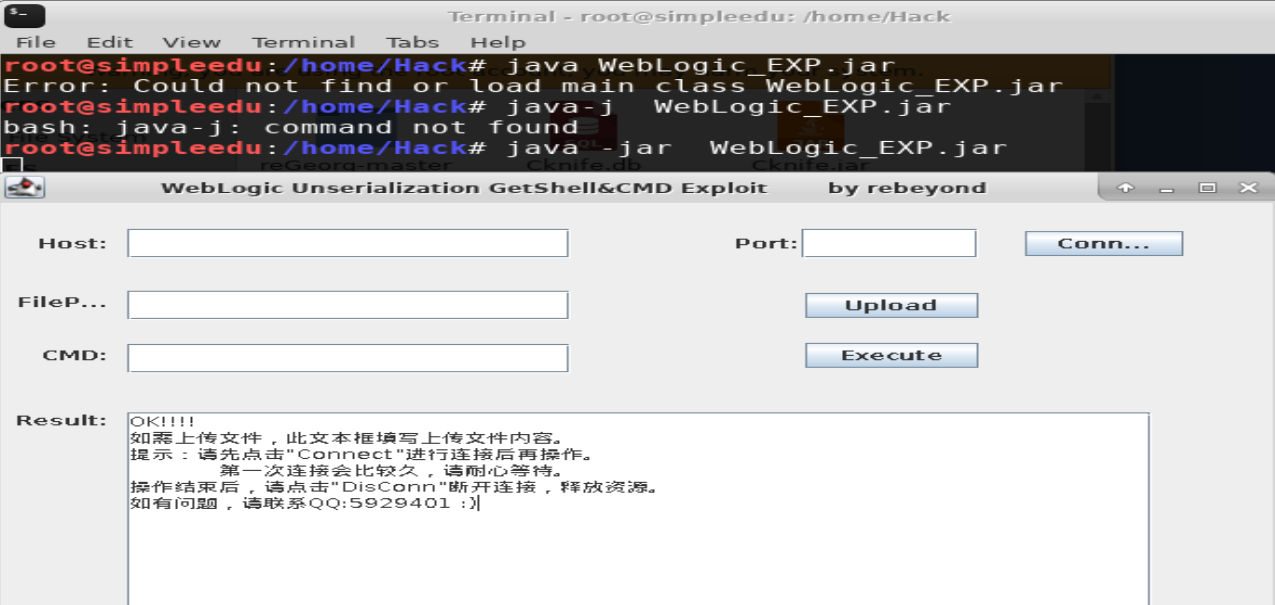 Terminal - root@simpleedu: /home/Hack
File Edit View Terminal Tabs Help
root@simpleedu:/home/Hack# java WebLogic_EXP.jar
Error: Could not find or load main class WebLogic_EXP.jar
root@simpleedu:/home/Hack# java-j  WebLogic_EXP.jar
bash: java-j: command not found
root@simpleedu:/home/Hack# java -jar  WebLogic_EXP.jar
reGeorg-master Cknife.db Cknife.jar
WebLogic Unserialization GetShell&CMD Exploit by rebeyond
Host: Port: Conn...
FileP... Upload
CMD: Execute
Result: OK!!!!
如需上传文件，此文本框填写上传文件内容。
提示：请先点击"Connect"进行连接后再操作。
第一次连接会比较久，请耐心等待。
操作结束后，请点击"DisConn"断开连接，释放资源。
如有问题，请联系QQ:5929401 :)